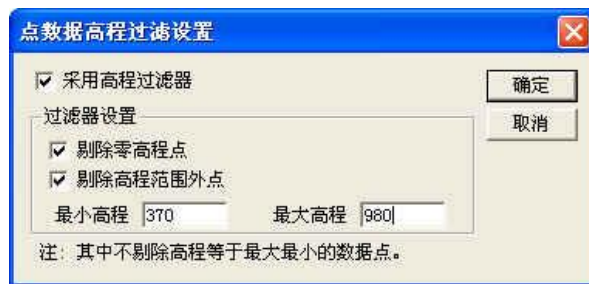 点数据高程过滤设置
采用高程过滤器
确定
过滤器设置
取消
剔除零高程点
剔除高程范围外点
最小高程 370 最大高程 980
注：其中不剔除高程等于最大最小的数据点。